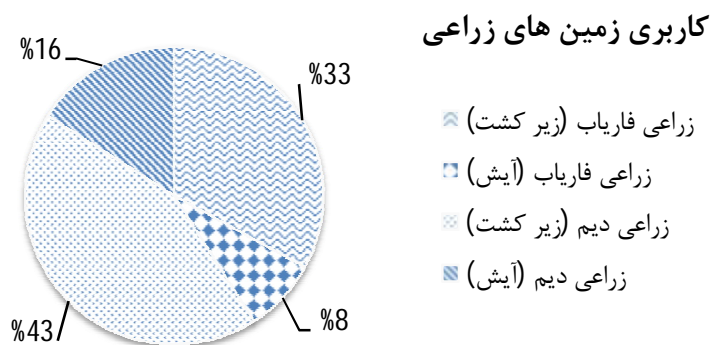 کاربری زمین های زراعی
زراعی فاریاب (زیر کشت)
زراعی فاریاب (آیش)
زراعی دیم (زیر کشت)
زراعی دیم (آیش)
%33
%8
%43
%16